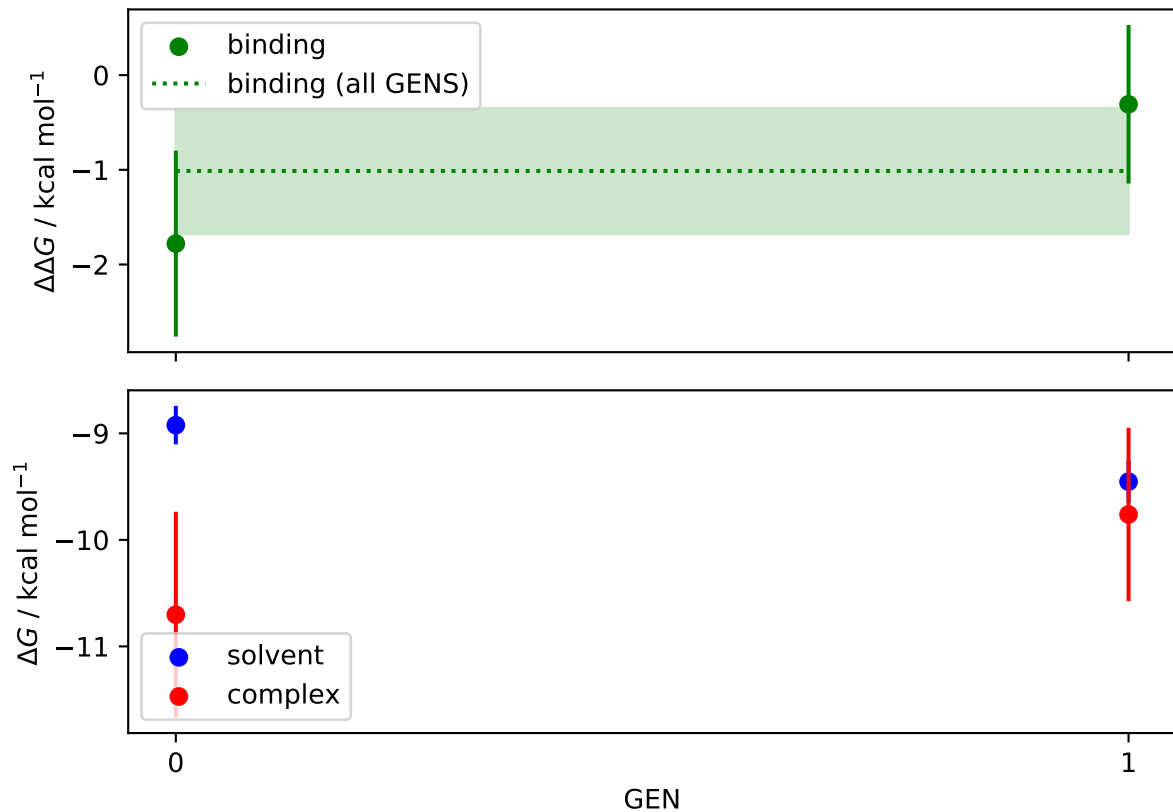 binding
binding (all GENS)
0
−1
−2
ΔΔG / kcal mol⁻¹
−9
−10
−11
ΔG / kcal mol⁻¹
solvent
complex
0
1
GEN